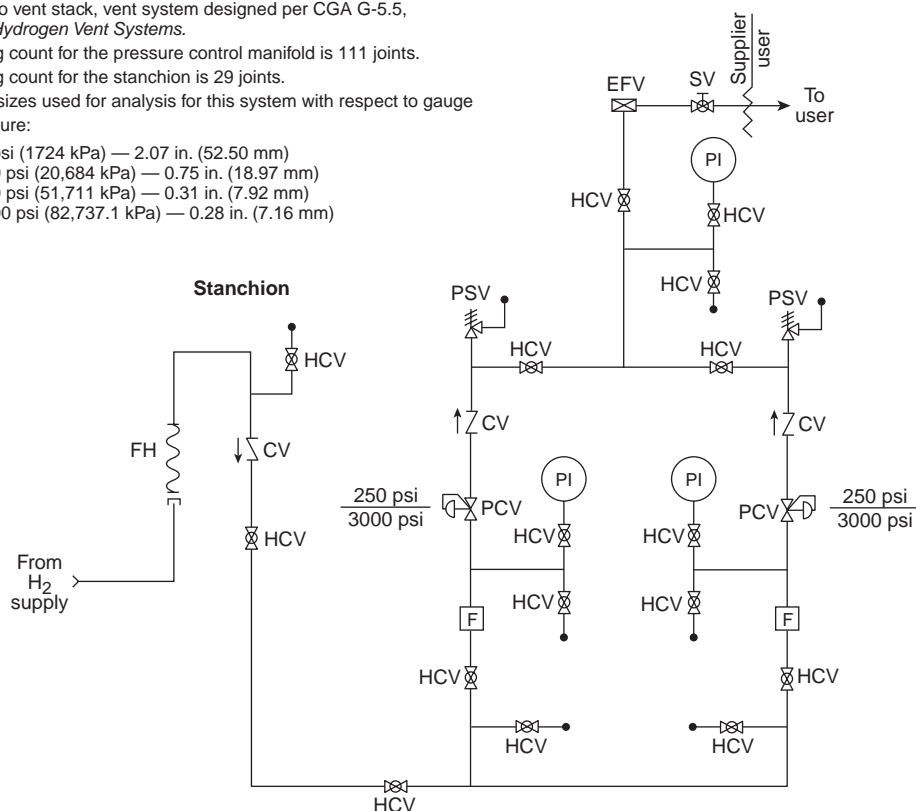 o vent stack, vent system designed per CGA G-5.5,
Hydrogen Vent Systems.
g count for the pressure control manifold is 111 joints.
g count for the stanchion is 29 joints.
sizes used for analysis for this system with respect to gauge
ure:
psi (1724 kPa) — 2.07 in. (52.50 mm)
0 psi (20,684 kPa) — 0.75 in. (18.97 mm)
0 psi (51,711 kPa) — 0.31 in. (7.92 mm)
00 psi (82,737.1 kPa) — 0.28 in. (7.16 mm)
Supplier
user
EFV
SV
To
user
PI
HCV
HCV
HCV
Stanchion
PSV
PSV
HCV
HCV
HCV
FH
CV
CV
CV
PI
PI
250 psi
3000 psi
PCV
PCV
250 psi
3000 psi
HCV
HCV
HCV
From
H2
supply
HCV
HCV
F
F
HCV
HCV
HCV
HCV
HCV